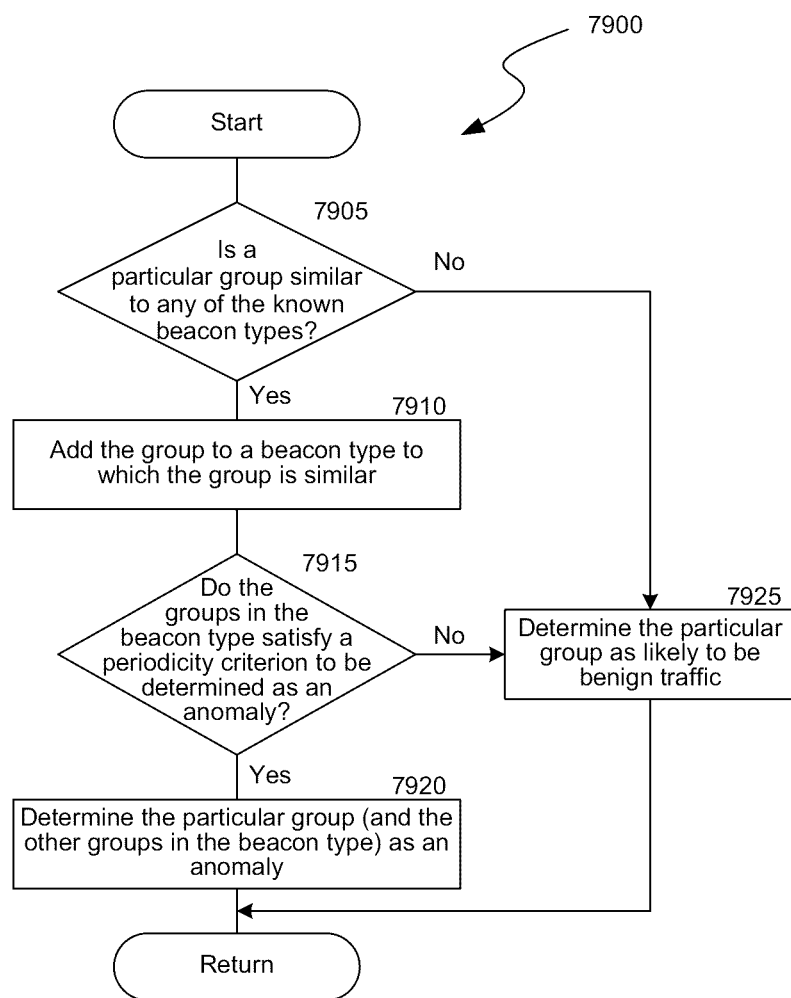 7900
Start
7905
Is a
particular group similar
to any of the known
beacon types?
No
Yes
7910
Add the group to a beacon type to
which the group is similar
7915
Do the
groups in the
beacon type satisfy a
periodicity criterion to be
determined as an
anomaly?
No
7925
Determine the particular
group as likely to be
benign traffic
Yes
7920
Determine the particular group (and the
other groups in the beacon type) as an
anomaly
Return